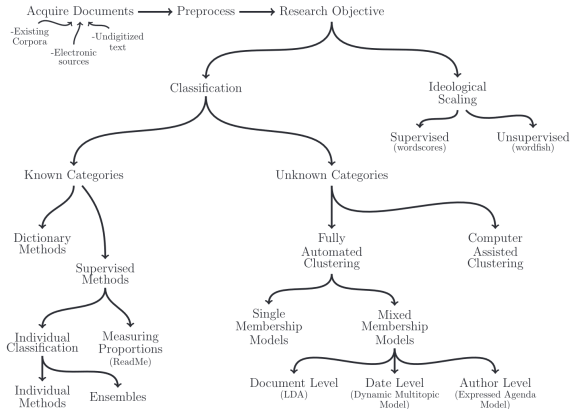 Acquire Documents
Preprocess
Research Objective
-Existing
Corpora
-Electronic
sources
-Undigitized
text
Classification
Ideological
Scaling
Supervised
(wordscores)
Unsupervised
(wordfish)
Known Categories
Unknown Categories
Dictionary
Methods
Supervised
Methods
Fully
Automated
Clustering
Computer
Assisted
Clustering
Individual
Classification
Measuring
Proportions
(ReadMe)
Single
Membership
Models
Mixed
Membership
Models
Individual
Methods
Ensembles
Document Level
(LDA)
Date Level
(Dynamic Multitopic
Model)
Author Level
(Expressed Agenda
Model)